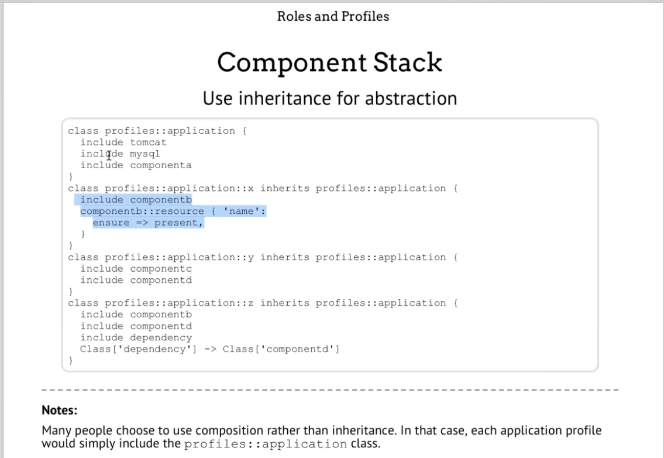 Roles and Profiles
Component Stack
Use inheritance for abstraction
class profiles::application {
  include tomcat
  include mysql
  include componenta
}
class profiles::application::x inherits profiles::application {
  include componentb
  componentb::resource { 'name':
    ensure => present,
  }
}
class profiles::application::y inherits profiles::application {
  include componentc
  include componentd
}
class profiles::application::z inherits profiles::application {
  include componentb
  include componentd
  include dependency
  Class['dependency'] -> Class['componentd']
}
Notes:
Many people choose to use composition rather than inheritance. In that case, each application profile
would simply include the profiles::application class.